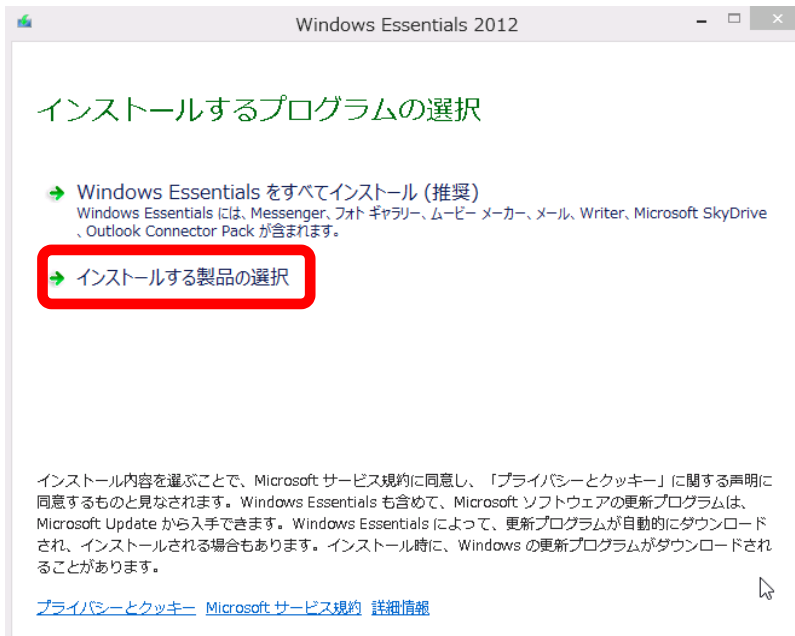 Windows Essentials 2012
インストールするプログラムの選択
Windows Essentials をすべてインストール (推奨)
Windows Essentials には、Messenger、フォト ギャラリー、ムービー メーカー、メール、Writer、Microsoft SkyDrive
、Outlook Connector Pack が含まれます。
インストールする製品の選択
インストール内容を選ぶことで、Microsoft サービス規約に同意し、「プライバシーとクッキー」に関する声明に
同意するものと見なされます。Windows Essentials も含めて、Microsoft ソフトウェアの更新プログラムは、
Microsoft Update から入手できます。Windows Essentials によって、更新プログラムが自動的にダウンロード
され、インストールされる場合もあります。インストール時に、Windows の更新プログラムがダウンロードされ
ることがあります。
プライバシーとクッキー Microsoft サービス規約 詳細情報